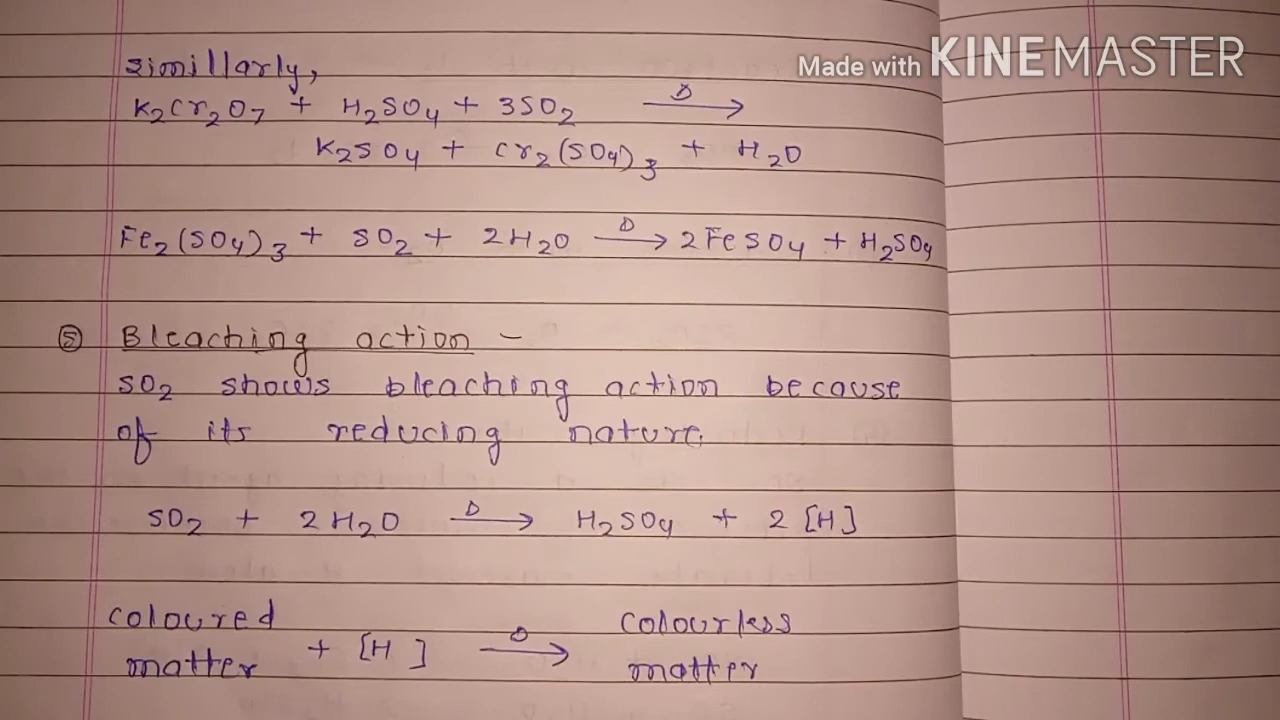 Made with KINEMASTER
simillarly,
K2Cr2O7 + H2SO4 + 3SO2 Δ→
K2SO4 + Cr2(SO4)3 + H2O
Fe2(SO4)3 + SO2 + 2H2O Δ→ 2FeSO4 + H2SO4
⑤ Bleaching action -
SO2 shows bleaching action because
of its reducing nature.
SO2 + 2H2O Δ→ H2SO4 + 2[H]
coloured matter + [H] Δ→ colourless matter